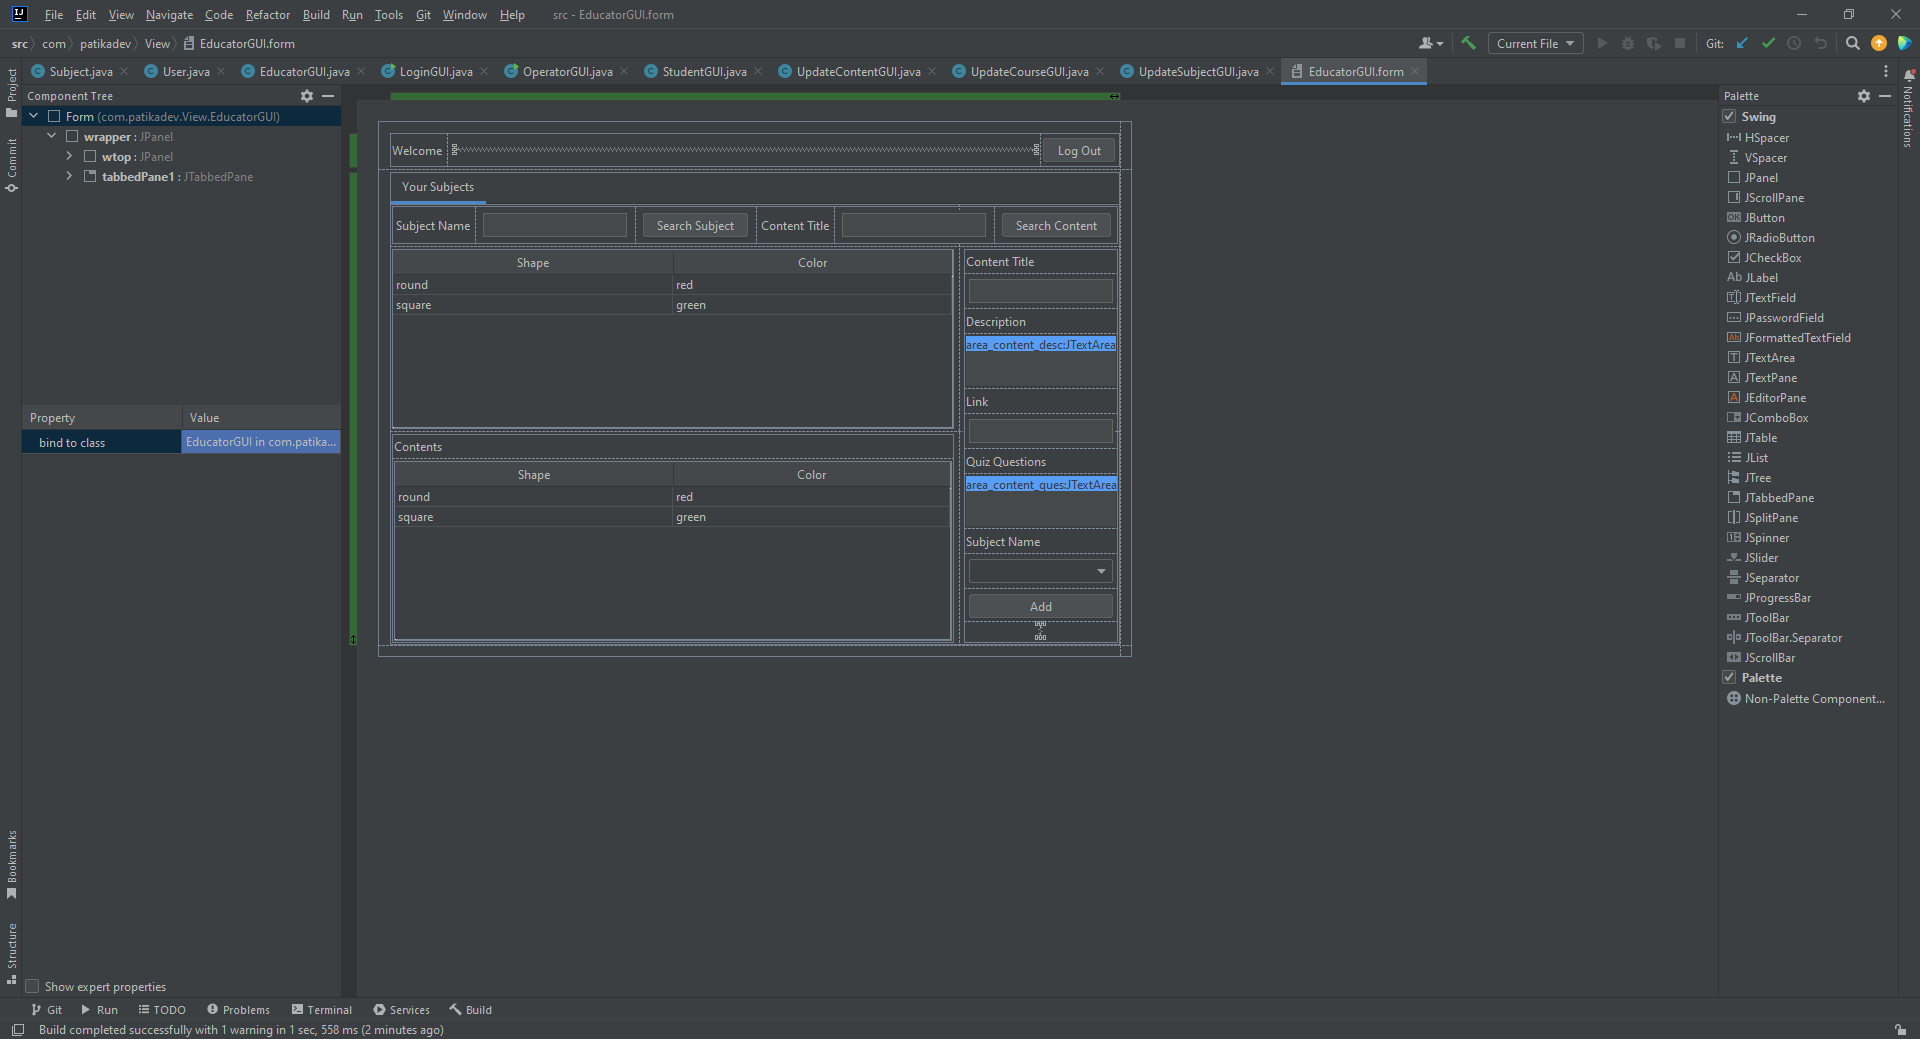 File Edit View Navigate Code Refactor Build Run Tools Git Window Help src - EducatorGUI.form
src com patikadev View EducatorGUI.form Current File Git:
Subject.java User.java EducatorGUI.java LoginGUI.java OperatorGUI.java StudentGUI.java UpdateContentGUI.java UpdateCourseGUI.java UpdateSubjectGUI.java EducatorGUI.form
Project
Commit
Bookmarks
Structure
Component Tree
Form (com.patikadev.View.EducatorGUI)
wrapper : JPanel
wtop : JPanel
tabbedPane1 : JTabbedPane
Property Value
bind to class EducatorGUI in com.patika...
Show expert properties
Welcome Log Out
Your Subjects
Subject Name Search Subject Content Title Search Content
Shape Color
round red
square green
Contents
Shape Color
round red
square green
Content Title
Description
area_content_desc:JTextArea
Link
Quiz Questions
area_content_ques:JTextArea
Subject Name
Add
Palette
Swing
HSpacer
VSpacer
JPanel
JScrollPane
JButton
JRadioButton
JCheckBox
JLabel
JTextField
JPasswordField
JFormattedTextField
JTextArea
JTextPane
JEditorPane
JComboBox
JTable
JList
JTree
JTabbedPane
JSplitPane
JSpinner
JSlider
JSeparator
JProgressBar
JToolBar
JToolBar.Separator
JScrollBar
Palette
Non-Palette Component...
Notifications
Git Run TODO Problems Terminal Services Build
Build completed successfully with 1 warning in 1 sec, 558 ms (2 minutes ago)